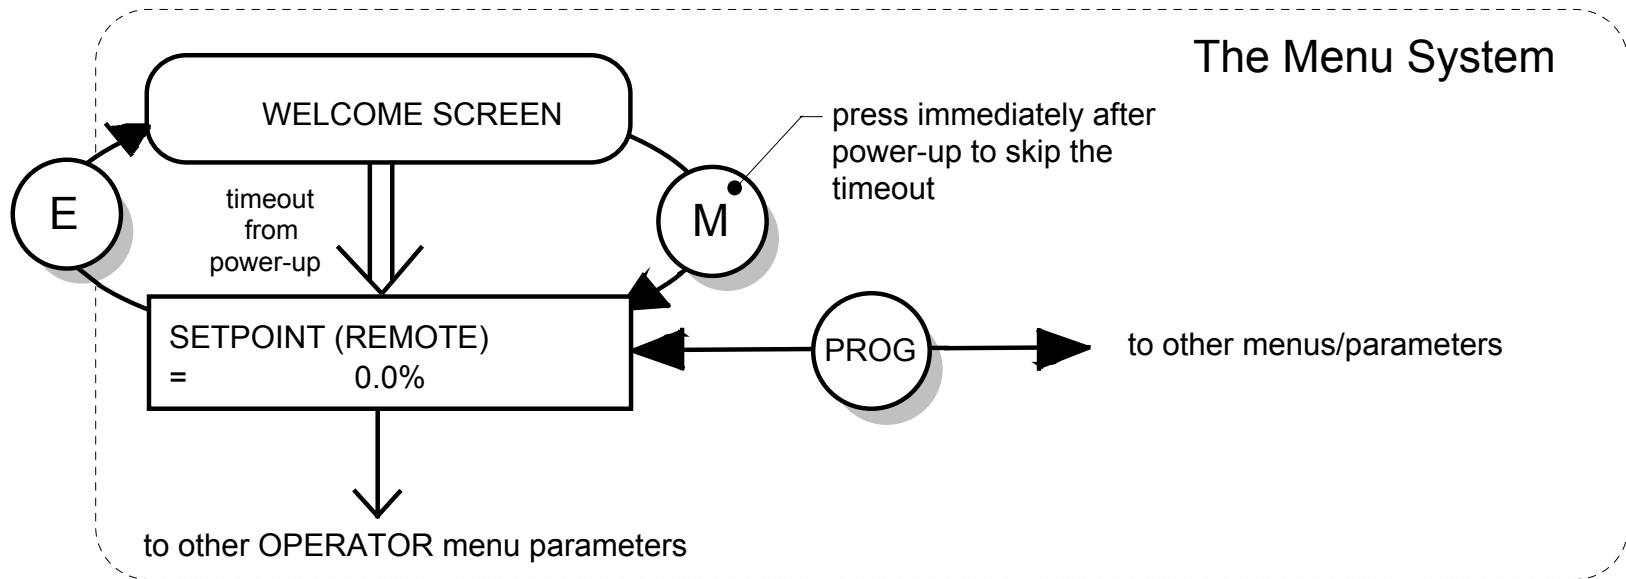 The Menu System
WELCOME SCREEN
press immediately after
power-up to skip the
timeout
E
timeout
from
power-up
M
SETPOINT (REMOTE)
= 0.0%
PROG
to other menus/parameters
to other OPERATOR menu parameters